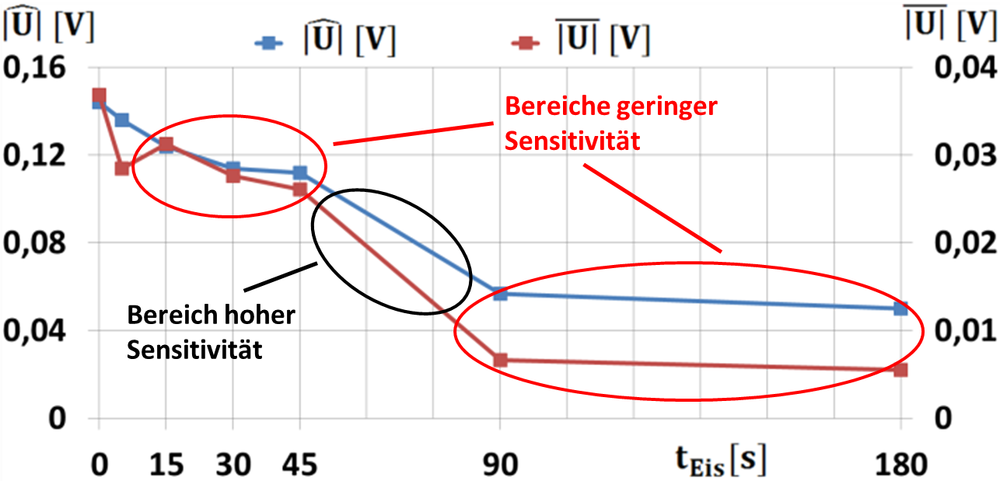 |Û| [V]
|Û| [V]
|U̅| [V]
|U̅| [V]
0,16
0,04
Bereiche geringer
Sensitivität
0,12
0,03
0,08
0,02
Bereich hoher
Sensitivität
0,04
0,01
0
0
0 15 30 45 90 t_Eis[s] 180